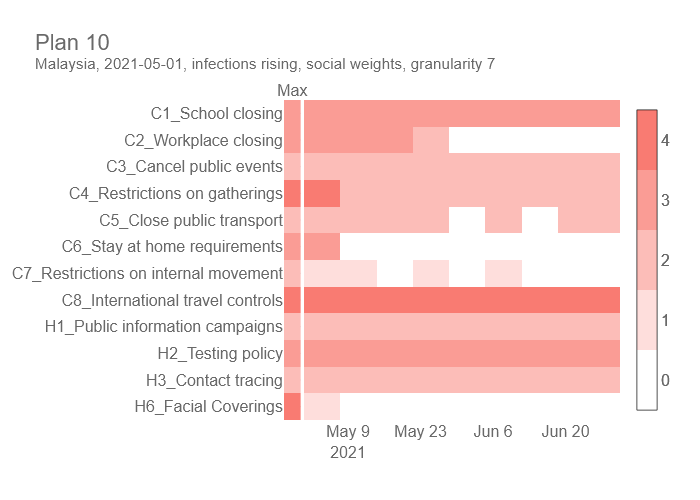 Plan 10
Malaysia, 2021-05-01, infections rising, social weights, granularity 7
Max
C1_School closing
C2_Workplace closing
C3_Cancel public events
C4_Restrictions on gatherings
C5_Close public transport
C6_Stay at home requirements
C7_Restrictions on internal movement
C8_International travel controls
H1_Public information campaigns
H2_Testing policy
H3_Contact tracing
H6_Facial Coverings
4
3
2
1
0
May 9 May 23 Jun 6 Jun 20
2021